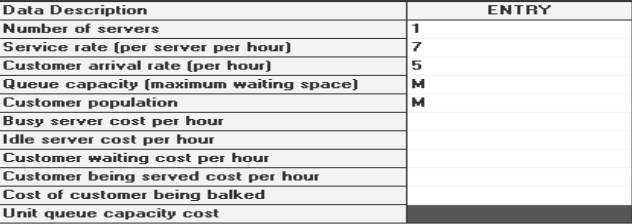 Data Description ENTRY
Number of servers 1
Service rate (per server per hour) 7
Customer arrival rate (per hour) 5
Queue capacity (maximum waiting space) M
Customer population M
Busy server cost per hour
Idle server cost per hour
Customer waiting cost per hour
Customer being served cost per hour
Cost of customer being balked
Unit queue capacity cost